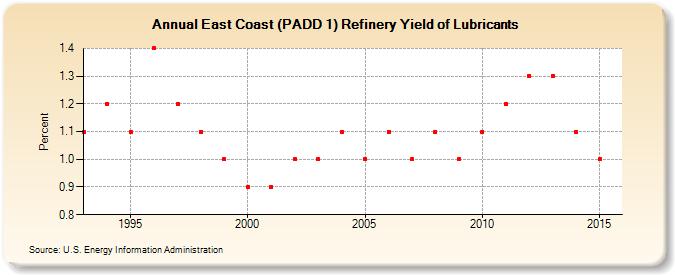 Annual East Coast (PADD 1) Refinery Yield of Lubricants
Percent
1.4
1.3
1.2
1.1
1.0
0.9
0.8
1995 2000 2005 2010 2015
Source: U.S. Energy Information Administration